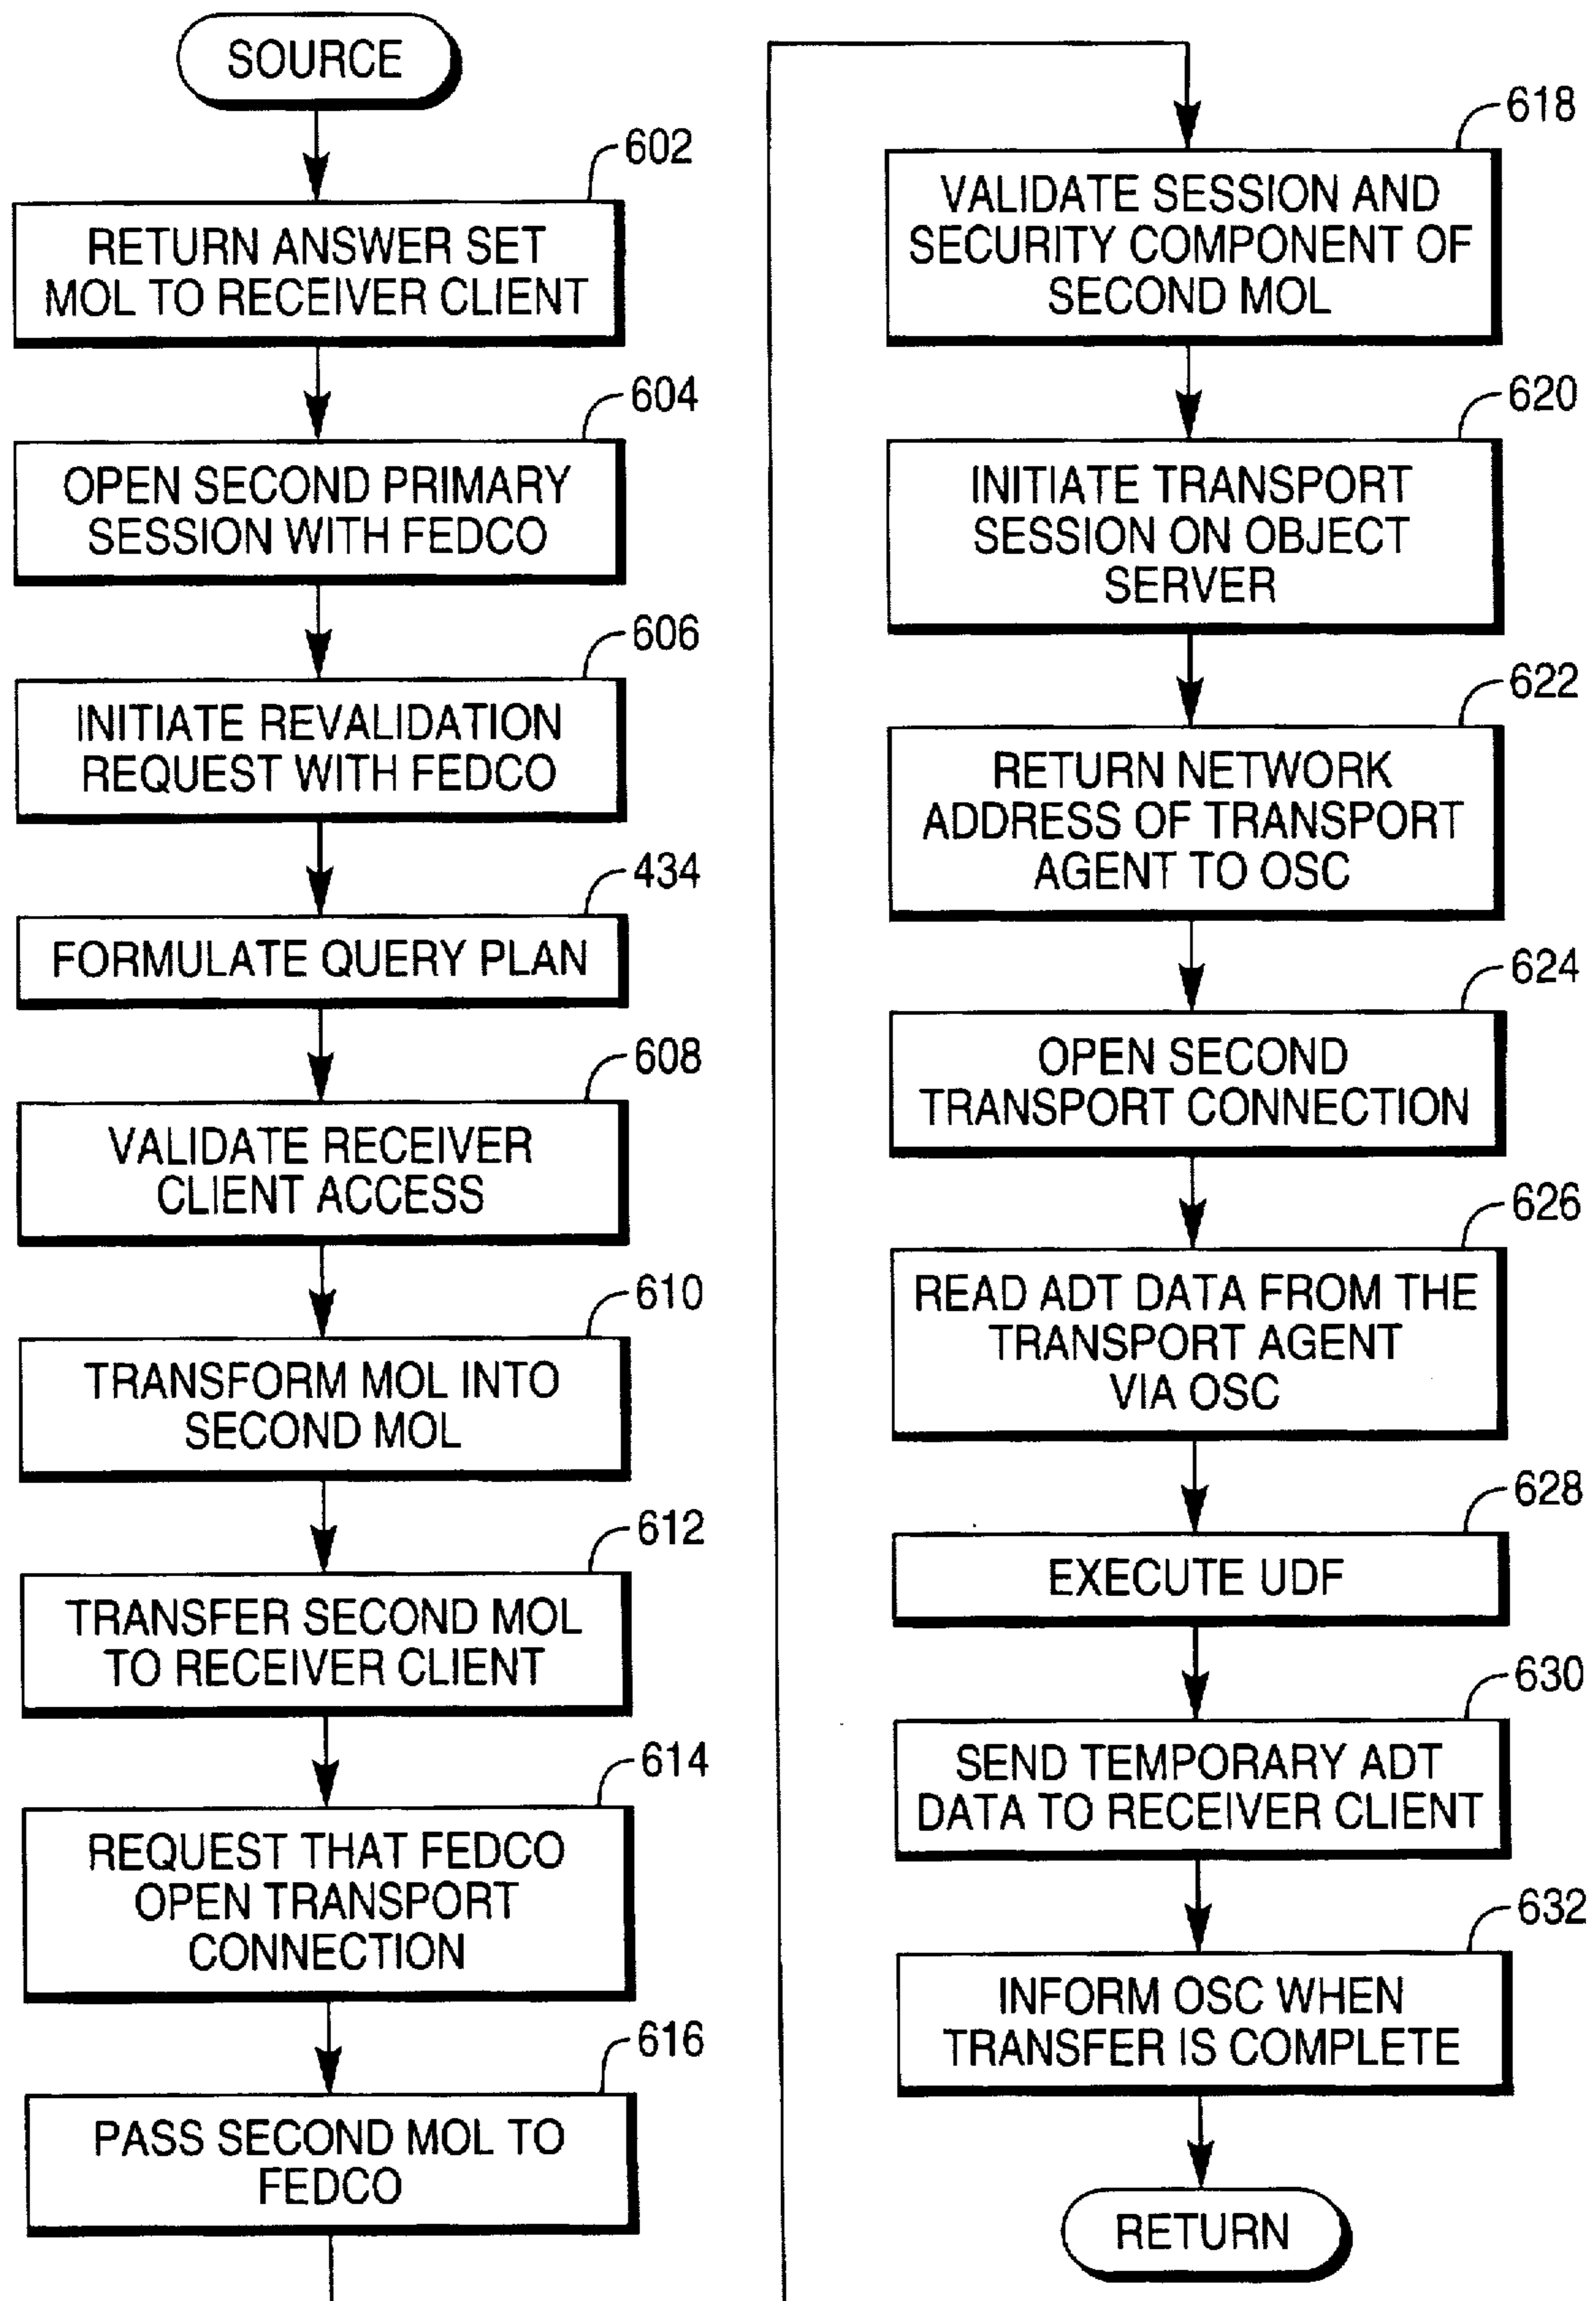 SOURCE
602
RETURN ANSWER SET
MOL TO RECEIVER CLIENT
604
OPEN SECOND PRIMARY
SESSION WITH FEDCO
606
INITIATE REVALIDATION
REQUEST WITH FEDCO
434
FORMULATE QUERY PLAN
608
VALIDATE RECEIVER
CLIENT ACCESS
610
TRANSFORM MOL INTO
SECOND MOL
612
TRANSFER SECOND MOL
TO RECEIVER CLIENT
614
REQUEST THAT FEDCO
OPEN TRANSPORT
CONNECTION
616
PASS SECOND MOL TO
FEDCO
618
VALIDATE SESSION AND
SECURITY COMPONENT OF
SECOND MOL
620
INITIATE TRANSPORT
SESSION ON OBJECT
SERVER
622
RETURN NETWORK
ADDRESS OF TRANSPORT
AGENT TO OSC
624
OPEN SECOND
TRANSPORT CONNECTION
626
READ ADT DATA FROM THE
TRANSPORT AGENT
VIA OSC
628
EXECUTE UDF
630
SEND TEMPORARY ADT
DATA TO RECEIVER CLIENT
632
INFORM OSC WHEN
TRANSFER IS COMPLETE
RETURN